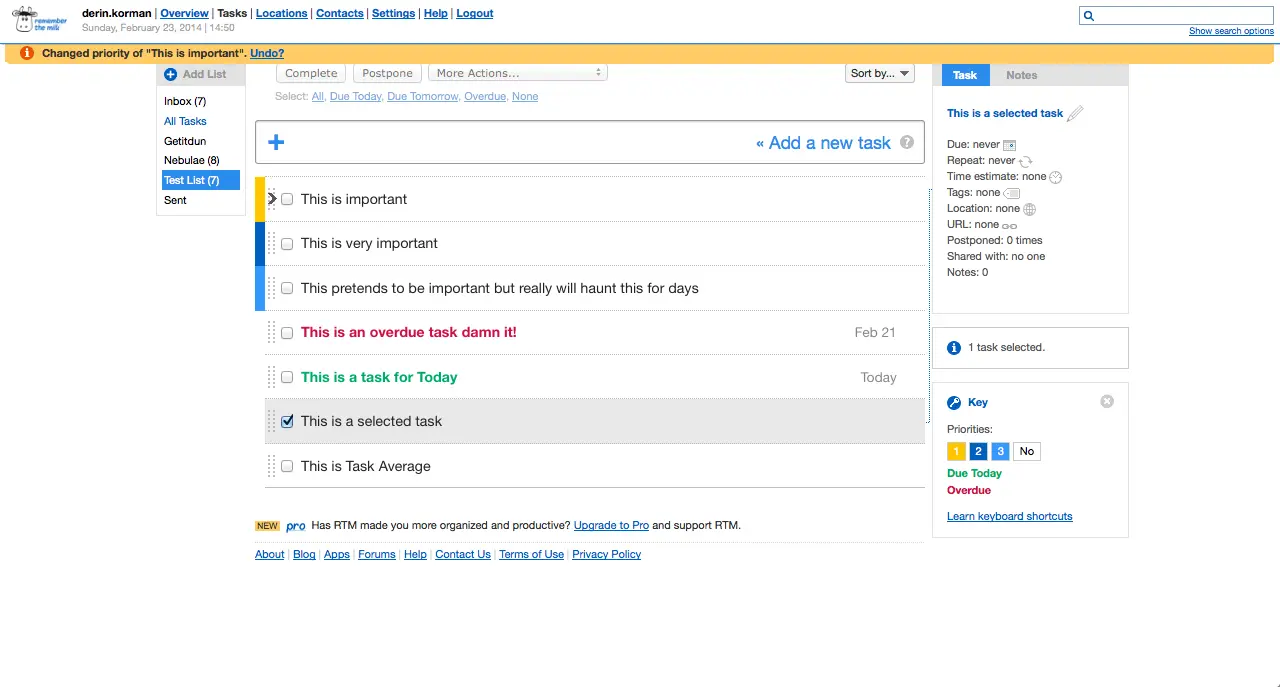 remember the milk
derin.korman | Overview | Tasks | Locations | Contacts | Settings | Help | Logout
Sunday, February 23, 2014 | 14:50
Show search options
Changed priority of "This is important". Undo?
Add List
Inbox (7)
All Tasks
Getitdun
Nebulae (8)
Test List (7)
Sent
Complete Postpone More Actions... Sort by...
Select: All, Due Today, Due Tomorrow, Overdue, None
« Add a new task ?
This is important
This is very important
This pretends to be important but really will haunt this for days
This is an overdue task damn it! Feb 21
This is a task for Today Today
This is a selected task
This is Task Average
NEW pro Has RTM made you more organized and productive? Upgrade to Pro and support RTM.
About | Blog | Apps | Forums | Help | Contact Us | Terms of Use | Privacy Policy
Task Notes
This is a selected task
Due: never
Repeat: never
Time estimate: none
Tags: none
Location: none
URL: none
Postponed: 0 times
Shared with: no one
Notes: 0
1 task selected.
Key
Priorities:
1 2 3 No
Due Today
Overdue
Learn keyboard shortcuts